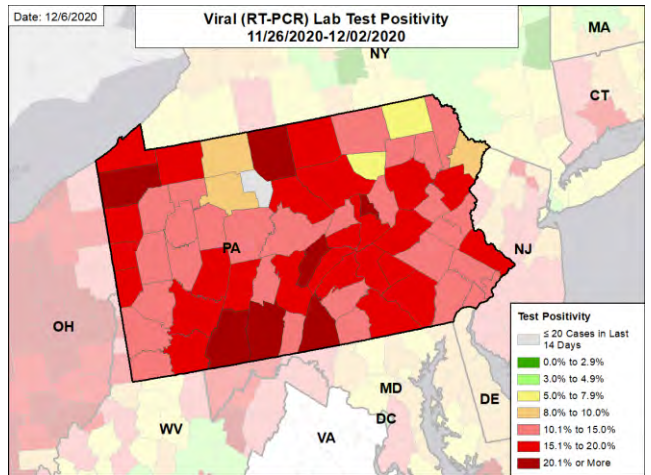 Date: 12/6/2020
Viral (RT-PCR) Lab Test Positivity
11/26/2020-12/02/2020
NY
MA
CT
PA
NJ
OH
MD
DE
WV
DC
VA
Test Positivity
≤ 20 Cases in Last
14 Days
0.0% to 2.9%
3.0% to 4.9%
5.0% to 7.9%
8.0% to 10.0%
10.1% to 15.0%
15.1% to 20.0%
20.1% or More